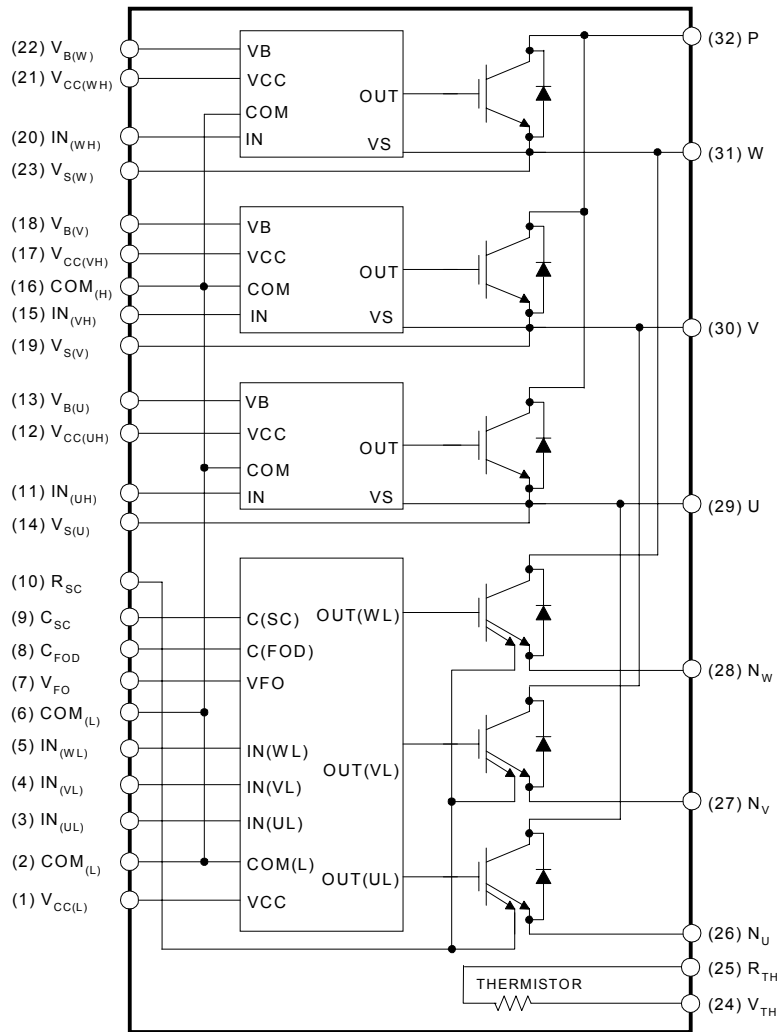 (22) VB(W)
(21) VCC(WH)
(20) IN(WH)
(23) VS(W)
VB
VCC
COM
IN
OUT
VS
(32) P
(31) W
(18) VB(V)
(17) VCC(VH)
(16) COM(H)
(15) IN(VH)
(19) VS(V)
VB
VCC
COM
IN
OUT
VS
(30) V
(13) VB(U)
(12) VCC(UH)
(11) IN(UH)
(14) VS(U)
VB
VCC
COM
IN
OUT
VS
(29) U
(10) RSC
(9) CSC
(8) CFOD
(7) VFO
(6) COM(L)
(5) IN(WL)
(4) IN(VL)
(3) IN(UL)
(2) COM(L)
(1) VCC(L)
C(SC)
C(FOD)
VFO
IN(WL)
IN(VL)
IN(UL)
COM(L)
VCC
OUT(WL)
OUT(VL)
OUT(UL)
(28) NW
(27) NV
(26) NU
(25) RTH
THERMISTOR
(24) VTH